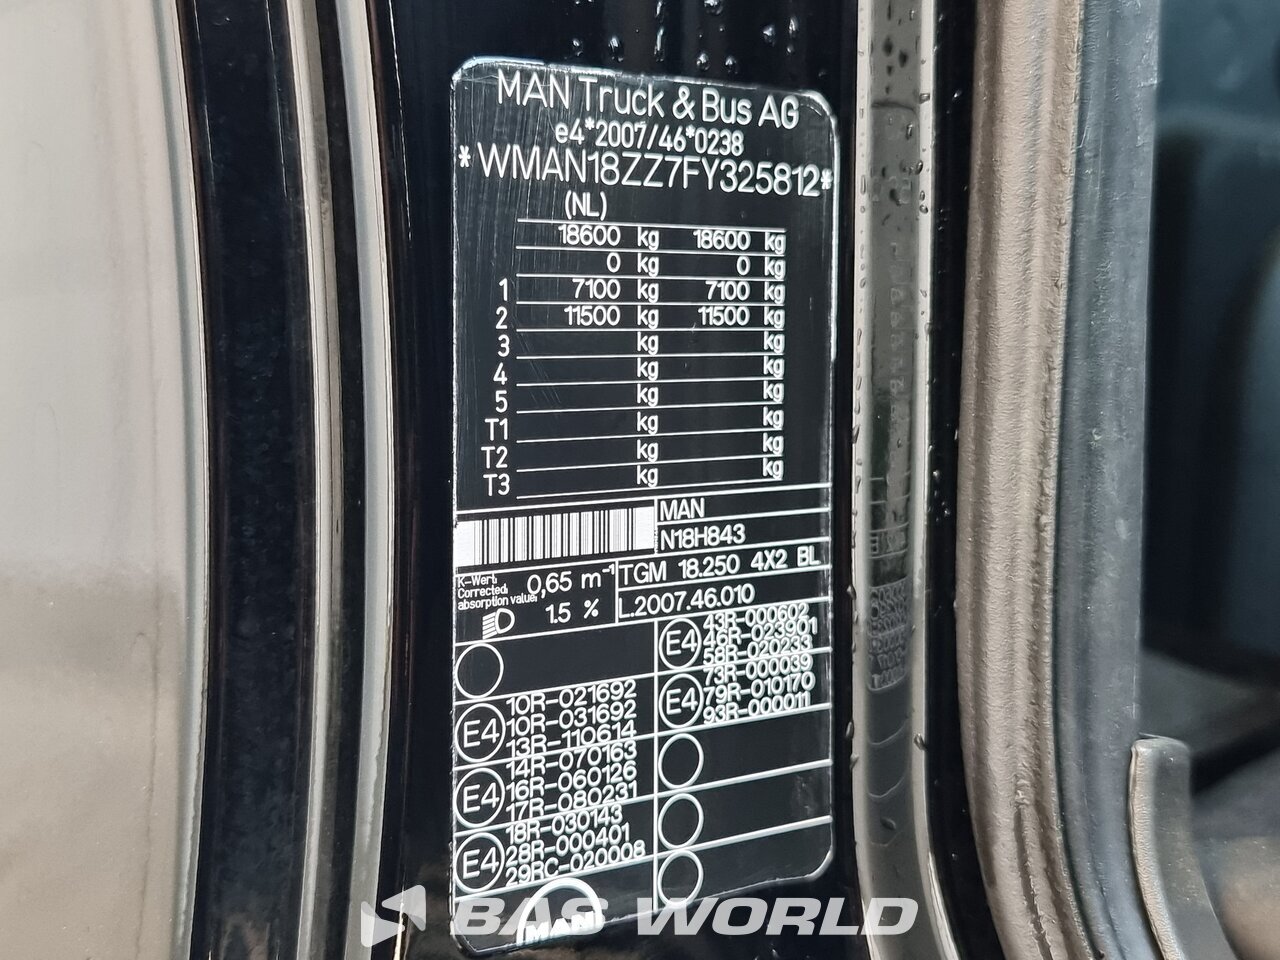 MAN Truck & Bus AG
e4*2007/46*0238
*WMAN18ZZ7FY325812*
(NL)
18600 kg 18600 kg
0 kg 0 kg
1 7100 kg 7100 kg
2 11500 kg 11500 kg
3 kg kg
4 kg kg
5 kg kg
T1 kg kg
T2 kg kg
T3 kg kg
MAN
N18H843
K-Wert:
Corrected
absorption value:
0,65 m⁻¹
TGM 18.250 4X2 BL
1.5 %
L.2007.46.010
E4
43R-000602
46R-023901
58R-020233
E4
73R-000039
79R-010170
93R-000011
E4
10R-021692
10R-031692
13R-110614
E4
14R-070163
16R-060126
17R-080231
E4
18R-030143
28R-000401
29RC-020008
MAN
BAS WORLD